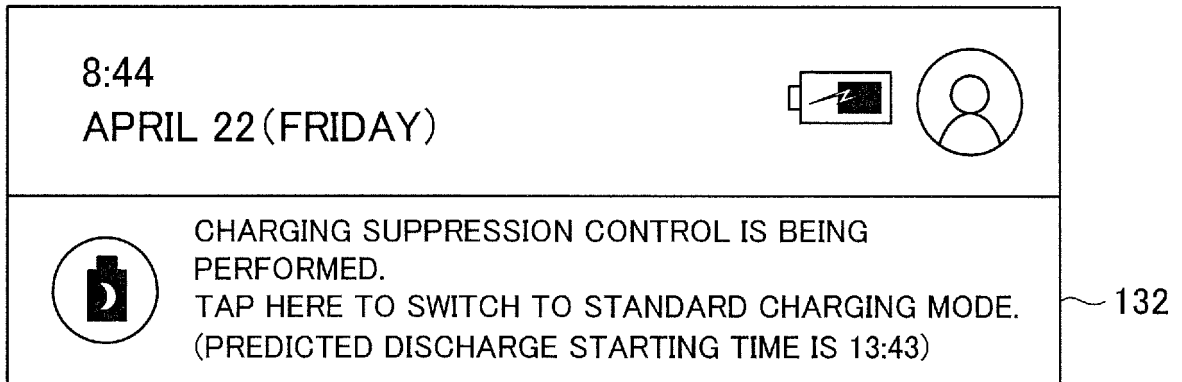 8:44
APRIL 22(FRIDAY)
CHARGING SUPPRESSION CONTROL IS BEING
PERFORMED.
TAP HERE TO SWITCH TO STANDARD CHARGING MODE.
(PREDICTED DISCHARGE STARTING TIME IS 13:43)
132